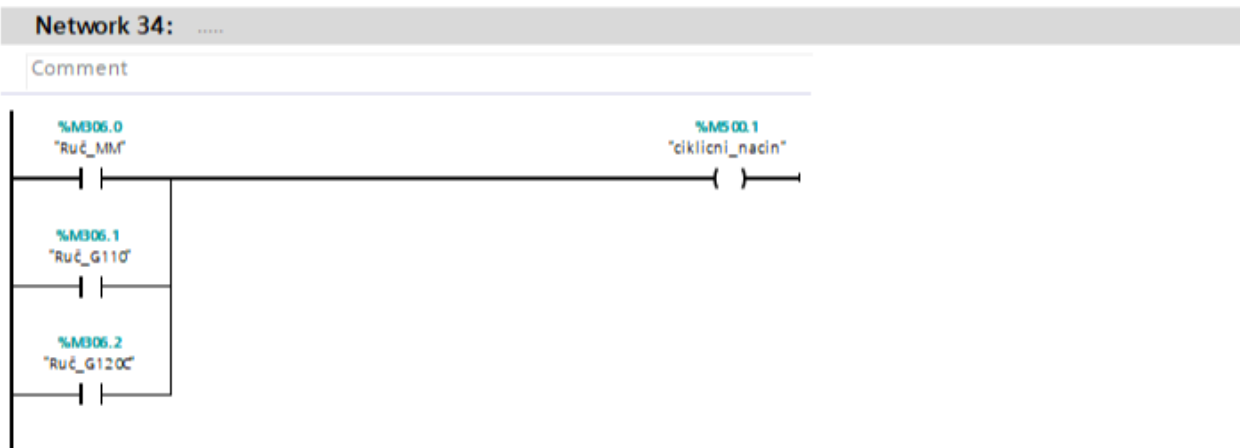 Network 34: .....
Comment
%M306.0
"Ruč_MM"
%M500.1
"ciklicni_nacin"
%M306.1
"Ruč_G110"
%M306.2
"Ruč_G120C"